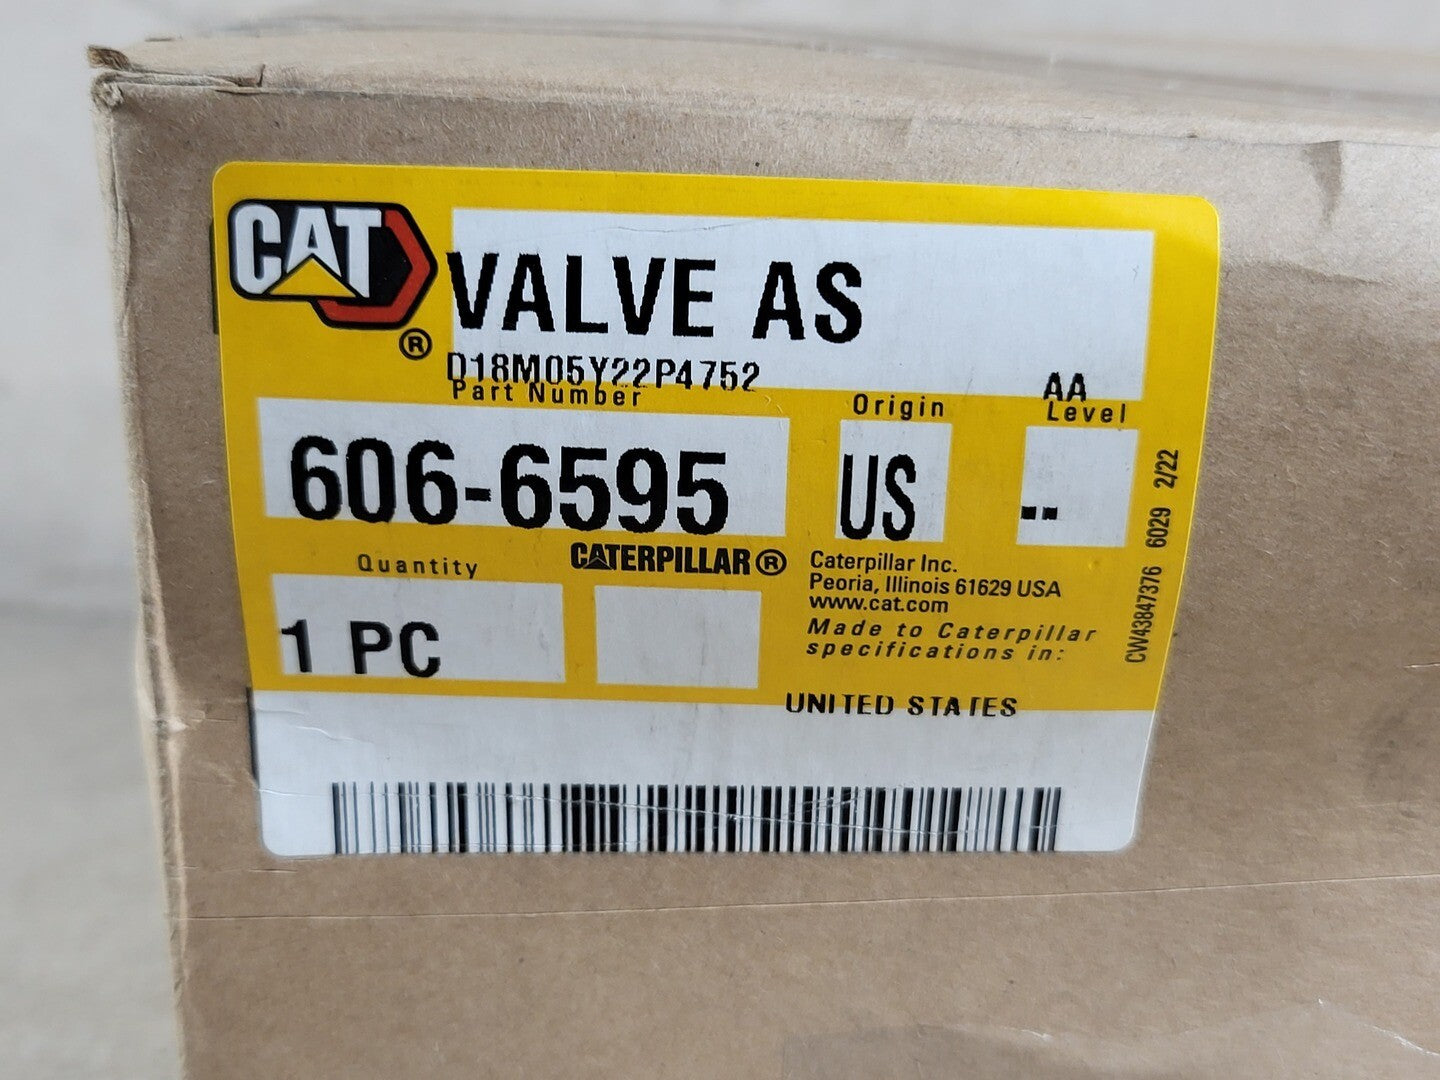 CAT
®
VALVE AS
D18M05Y22P4752
AA
Part Number
Origin
Level
606-6595
US
--
Quantity
CATERPILLAR®
1 PC
Caterpillar Inc.
Peoria, Illinois 61629 USA
www.cat.com
Made to Caterpillar
specifications in:
UNITED STATES
CW43847376 6029 2/22